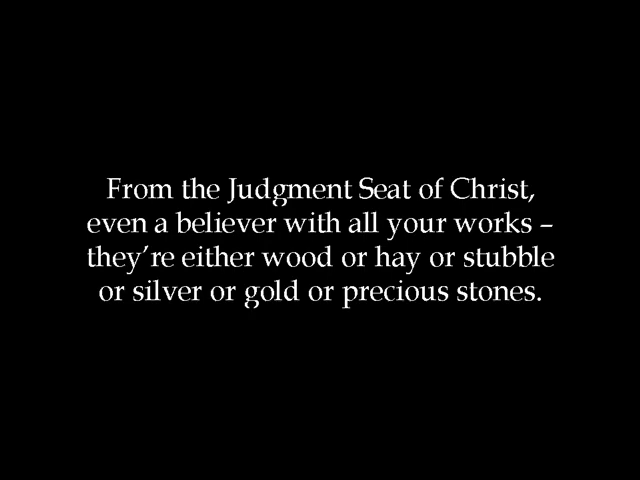 From the Judgment Seat of Christ,
even a believer with all your works –
they’re either wood or hay or stubble
or silver or gold or precious stones.